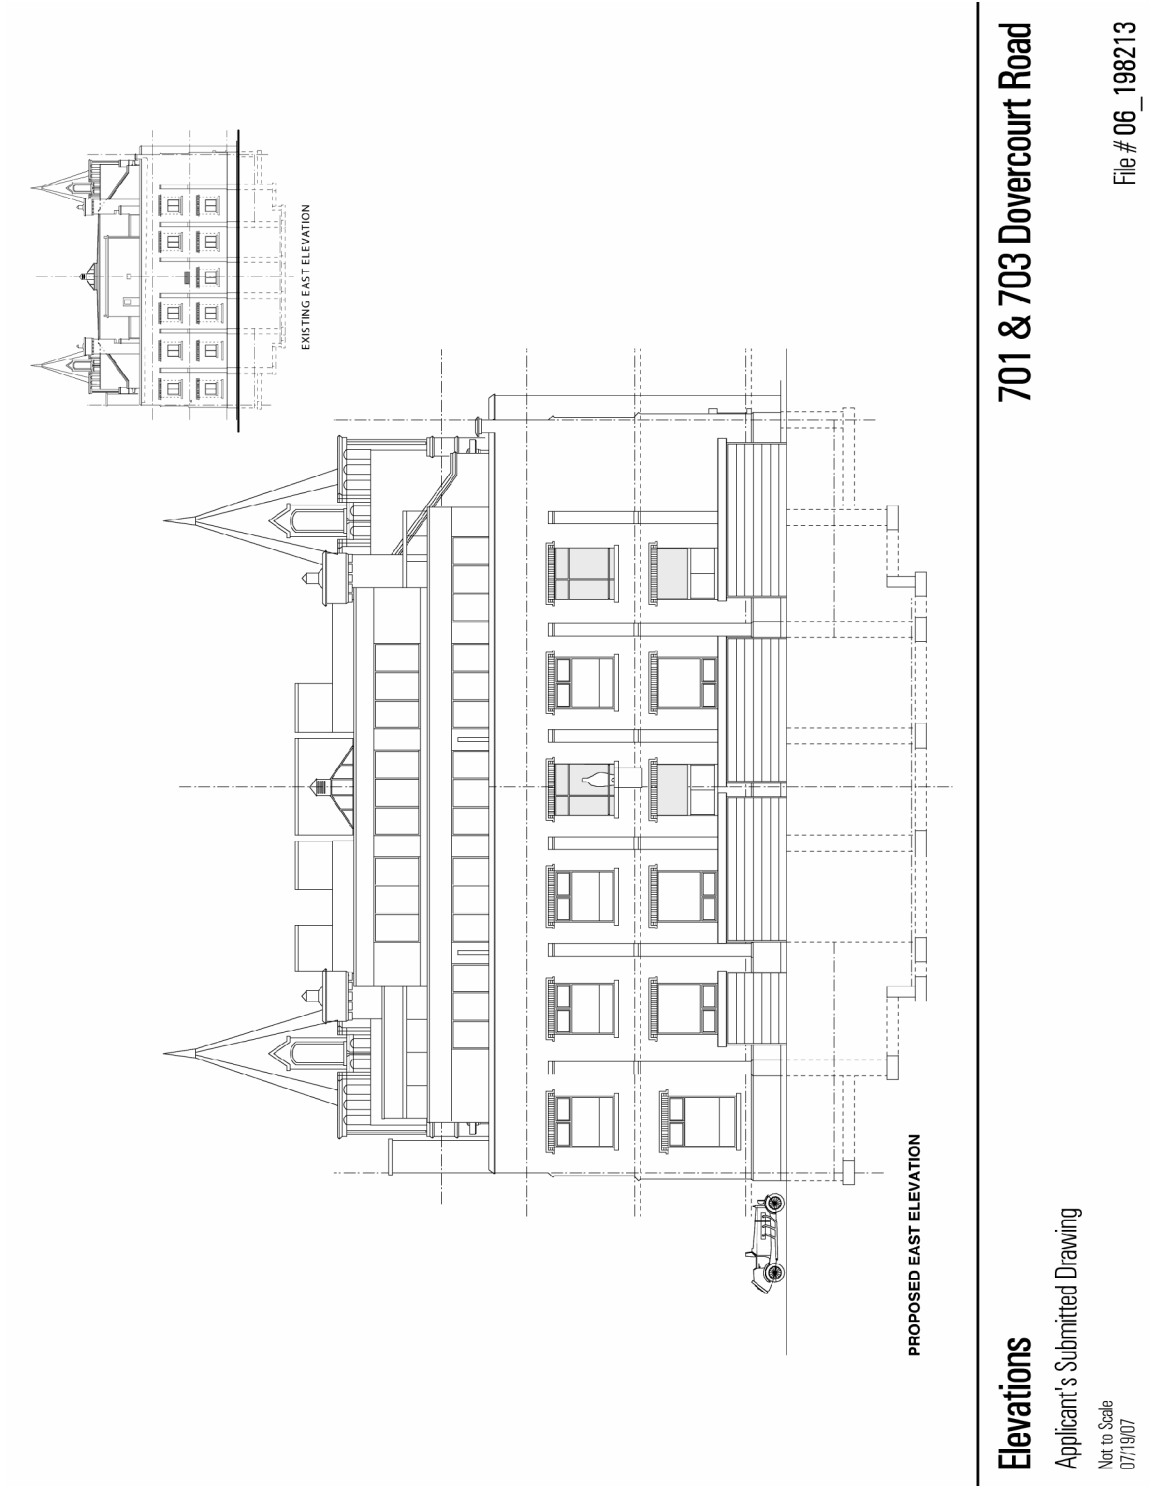 EXISTING EAST ELEVATION
PROPOSED EAST ELEVATION
Elevations
701 & 703 Dovercourt Road
Applicant's Submitted Drawing
Not to Scale
07/19/07
File # 06_198213